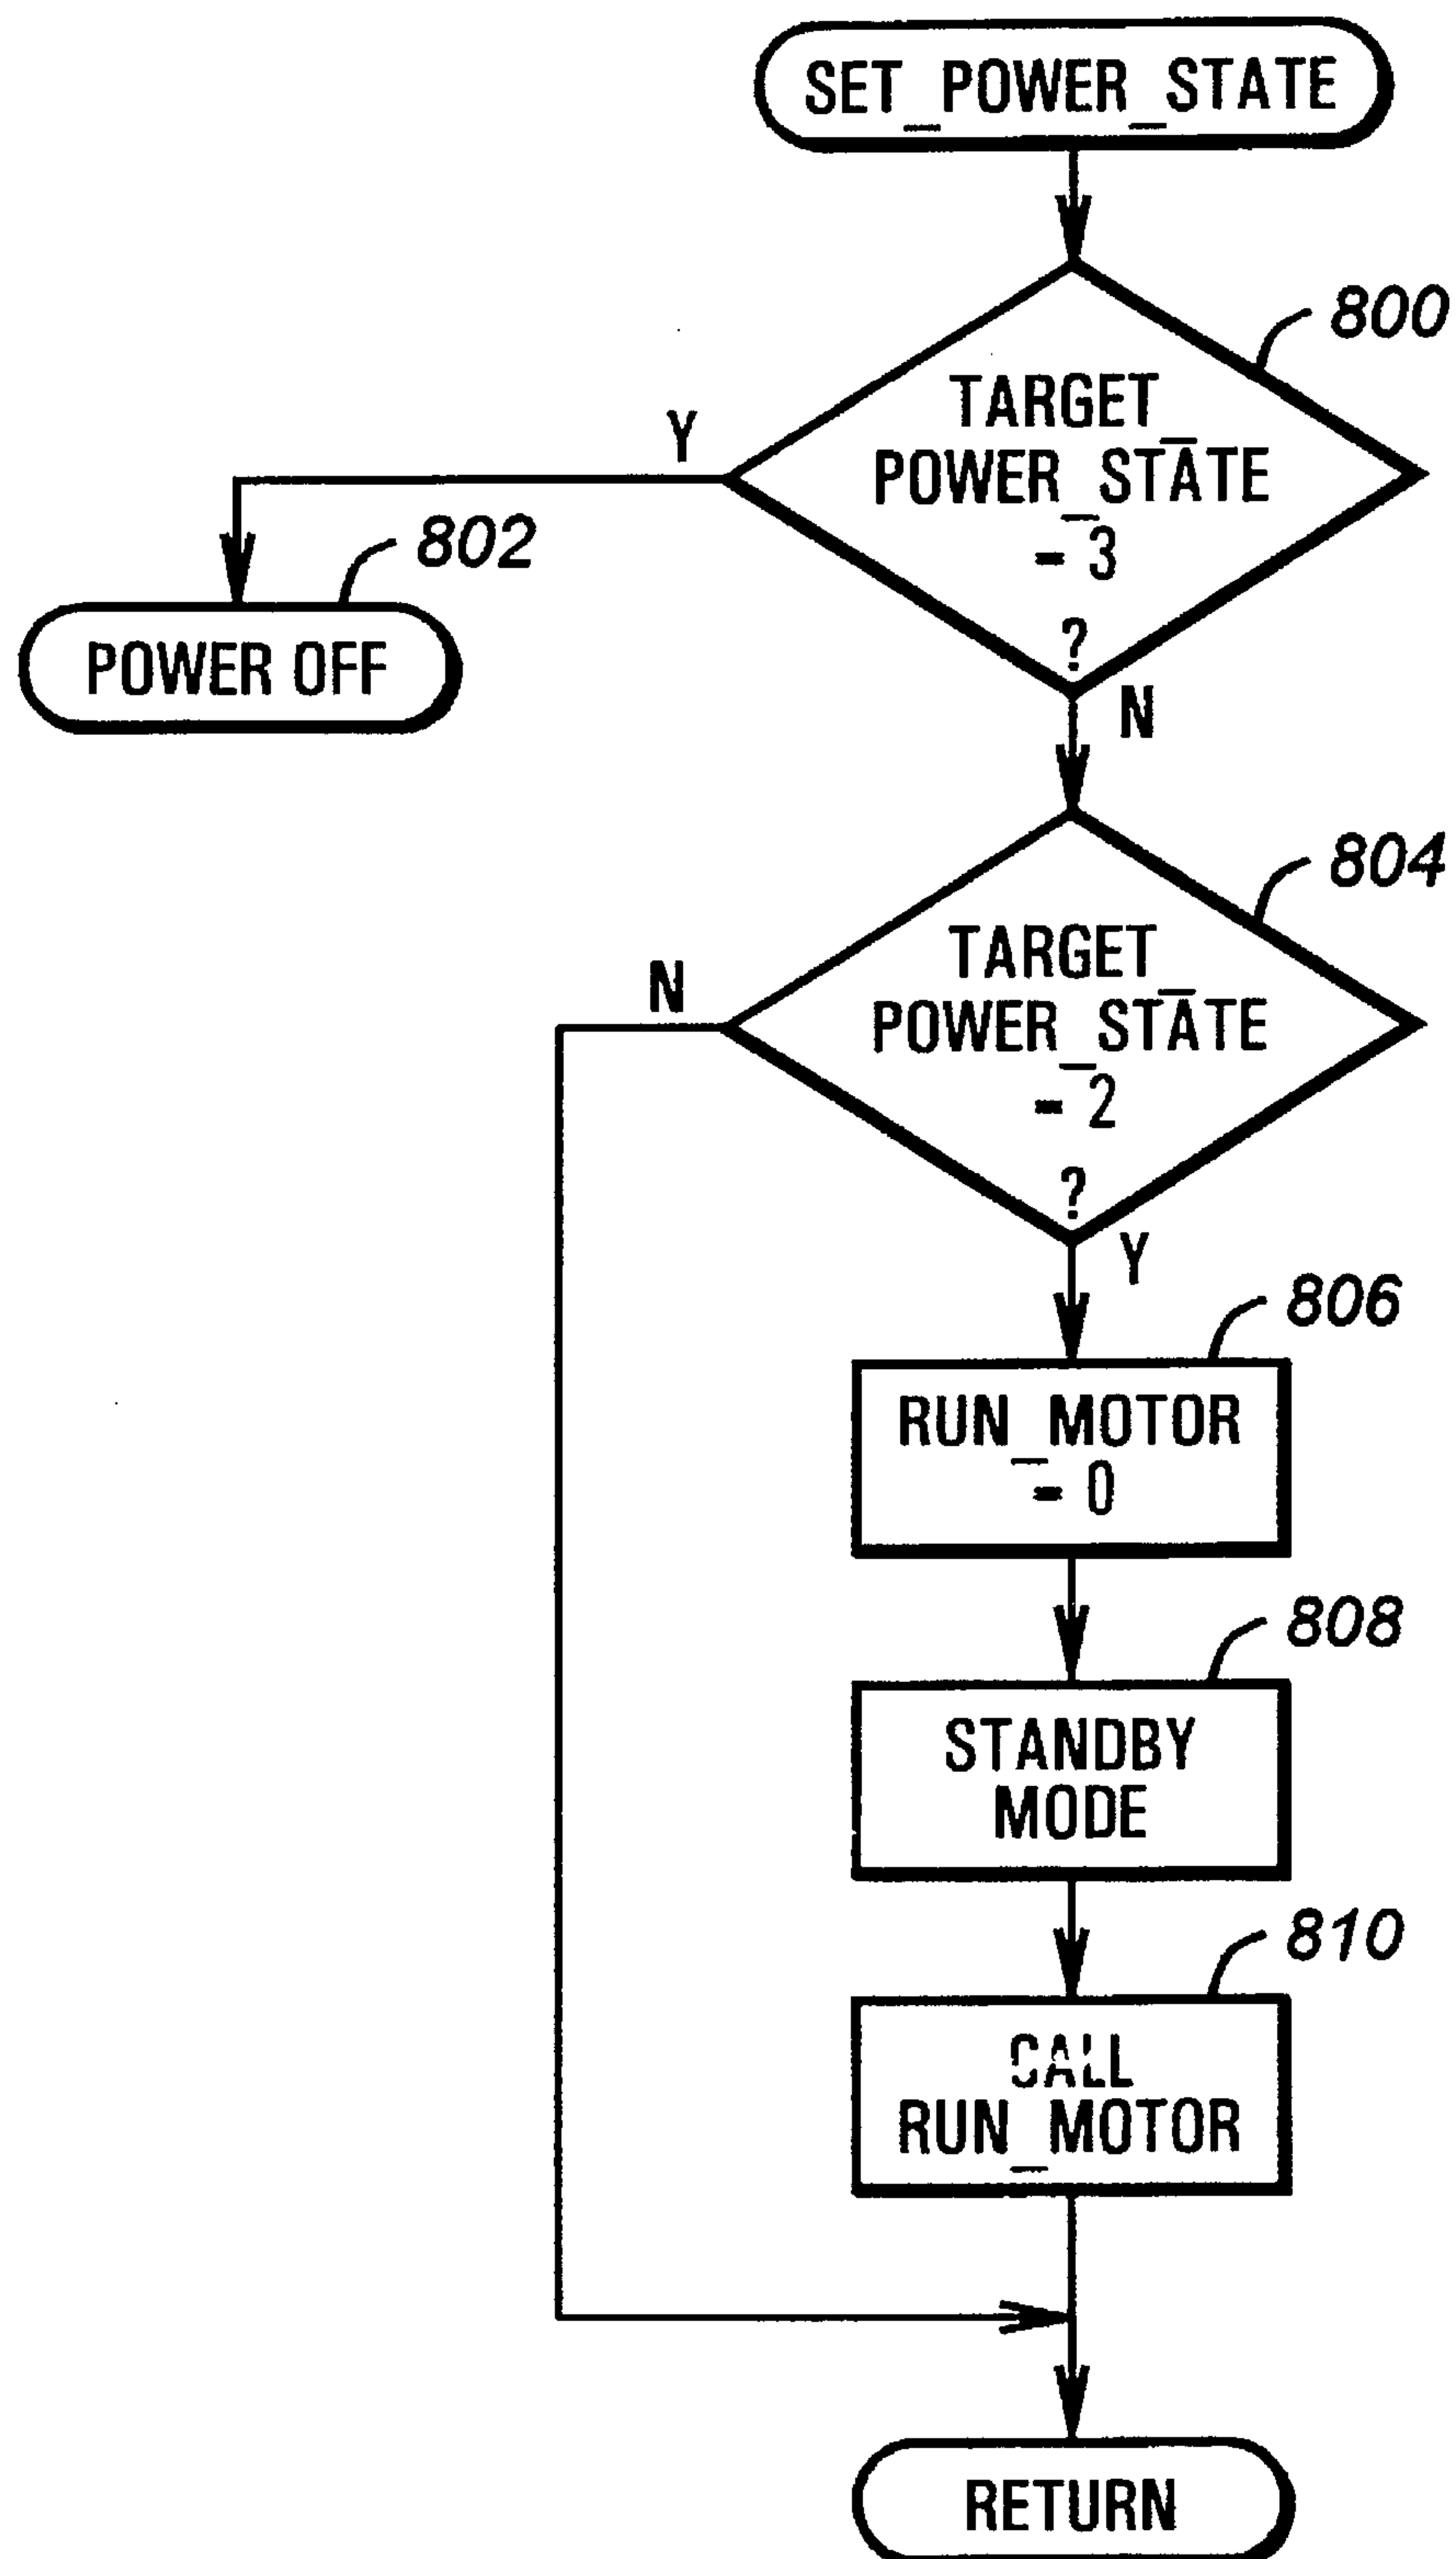 SET_POWER_STATE
800
TARGET_
POWER_STATE
= 3
?
Y
N
802
POWER OFF
804
TARGET_
POWER_STATE
= 2
?
N
Y
806
RUN_MOTOR
= 0
808
STANDBY
MODE
810
CALL
RUN_MOTOR
RETURN